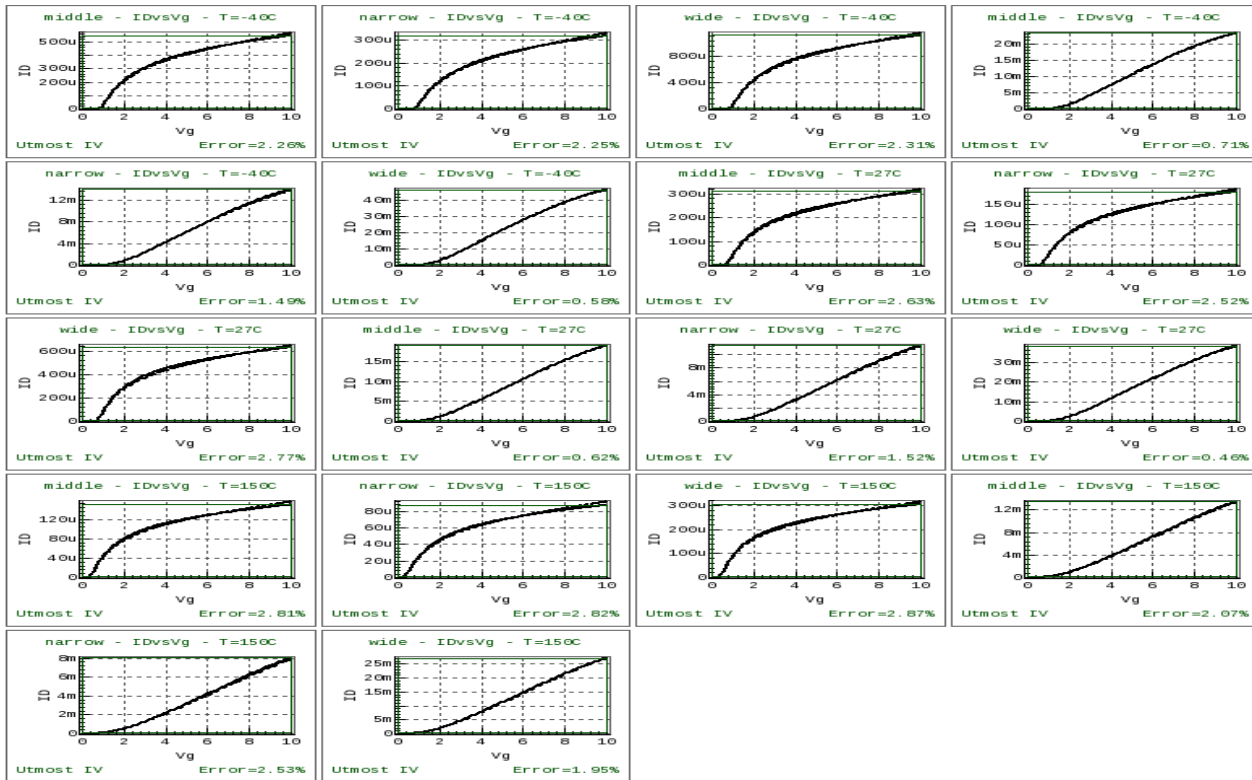 middle - IDvsVg - T=-40C
500u
400u
200u
0
ID
0 2 4 6 8 10
Vg
Utmost IV Error=2.26%
narrow - IDvsVg - T=-40C
300u
200u
100u
0
ID
0 2 4 6 8 10
Vg
Utmost IV Error=2.25%
wide - IDvsVg - T=-40C
800u
400u
0
ID
0 2 4 6 8 10
Vg
Utmost IV Error=2.31%
middle - IDvsVg - T=-40C
20m
15m
10m
5m
0
ID
0 2 4 6 8 10
Vg
Utmost IV Error=0.71%
narrow - IDvsVg - T=-40C
12m
8m
4m
0
ID
0 2 4 6 8 10
Vg
Utmost IV Error=1.49%
wide - IDvsVg - T=-40C
40m
30m
20m
10m
0
ID
0 2 4 6 8 10
Vg
Utmost IV Error=0.58%
middle - IDvsVg - T=27C
300u
200u
100u
0
ID
0 2 4 6 8 10
Vg
Utmost IV Error=2.63%
narrow - IDvsVg - T=27C
150u
100u
50u
0
ID
0 2 4 6 8 10
Vg
Utmost IV Error=2.52%
wide - IDvsVg - T=27C
600u
400u
200u
0
ID
0 2 4 6 8 10
Vg
Utmost IV Error=2.77%
middle - IDvsVg - T=27C
15m
10m
5m
0
ID
0 2 4 6 8 10
Vg
Utmost IV Error=0.62%
narrow - IDvsVg - T=27C
8m
4m
0
ID
0 2 4 6 8 10
Vg
Utmost IV Error=1.52%
wide - IDvsVg - T=27C
30m
20m
10m
0
ID
0 2 4 6 8 10
Vg
Utmost IV Error=0.46%
middle - IDvsVg - T=150C
120u
80u
40u
0
ID
0 2 4 6 8 10
Vg
Utmost IV Error=2.81%
narrow - IDvsVg - T=150C
80u
60u
40u
20u
0
ID
0 2 4 6 8 10
Vg
Utmost IV Error=2.82%
wide - IDvsVg - T=150C
300u
200u
100u
0
ID
0 2 4 6 8 10
Vg
Utmost IV Error=2.87%
middle - IDvsVg - T=150C
12m
8m
4m
0
ID
0 2 4 6 8 10
Vg
Utmost IV Error=2.07%
narrow - IDvsVg - T=150C
8m
6m
4m
2m
0
ID
0 2 4 6 8 10
Vg
Utmost IV Error=2.53%
wide - IDvsVg - T=150C
25m
20m
15m
10m
5m
0
ID
0 2 4 6 8 10
Vg
Utmost IV Error=1.95%